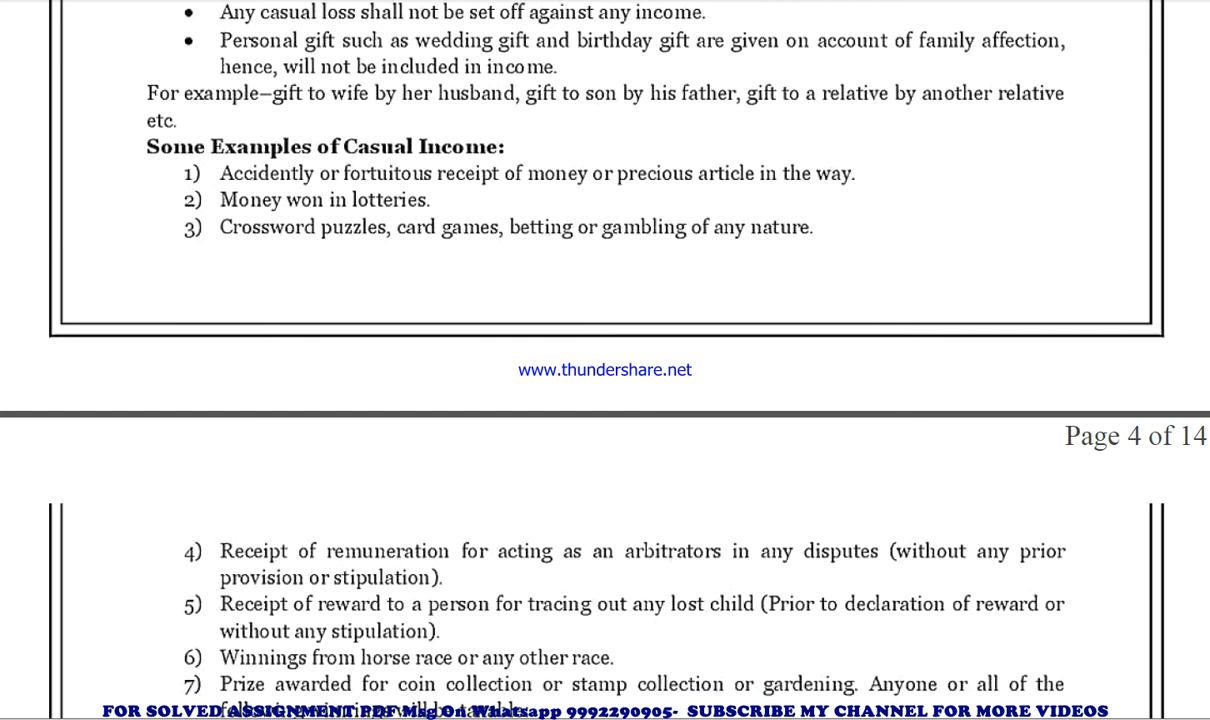 • Any casual loss shall not be set off against any income.
• Personal gift such as wedding gift and birthday gift are given on account of family affection,
hence, will not be included in income.
For example–gift to wife by her husband, gift to son by his father, gift to a relative by another relative
etc.
Some Examples of Casual Income:
1) Accidently or fortuitous receipt of money or precious article in the way.
2) Money won in lotteries.
3) Crossword puzzles, card games, betting or gambling of any nature.
www.thundershare.net
Page 4 of 14
4) Receipt of remuneration for acting as an arbitrators in any disputes (without any prior
provision or stipulation).
5) Receipt of reward to a person for tracing out any lost child (Prior to declaration of reward or
without any stipulation).
6) Winnings from horse race or any other race.
7) Prize awarded for coin collection or stamp collection or gardening. Anyone or all of the
FOR SOLVED ASSIGNMENT PDF Msg On Whatsapp 9992290905- SUBSCRIBE MY CHANNEL FOR MORE VIDEOS